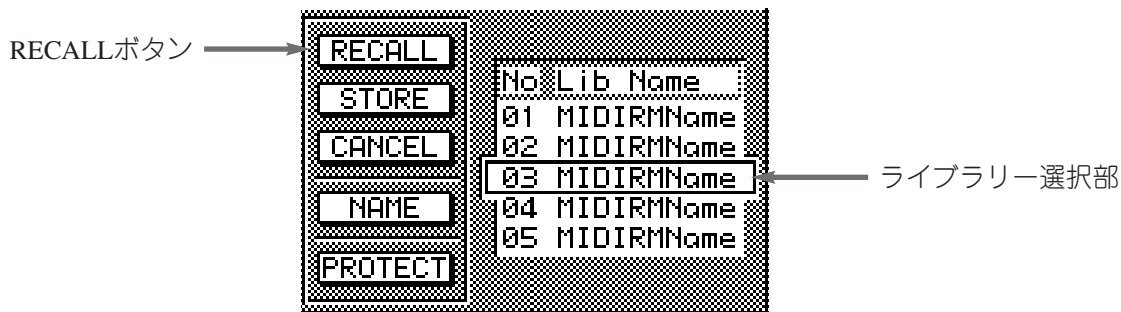 RECALLボタン
RECALL
STORE
CANCEL
NAME
PROTECT
No Lib Name
01 MIDIRMName
02 MIDIRMName
03 MIDIRMName
04 MIDIRMName
05 MIDIRMName
ライブラリー選択部